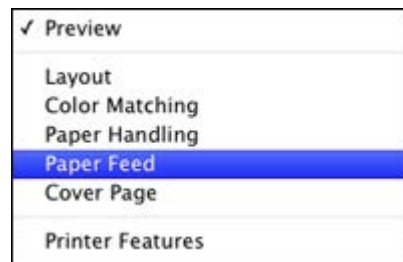 ✓ Preview
Layout
Color Matching
Paper Handling
Paper Feed
Cover Page
Printer Features